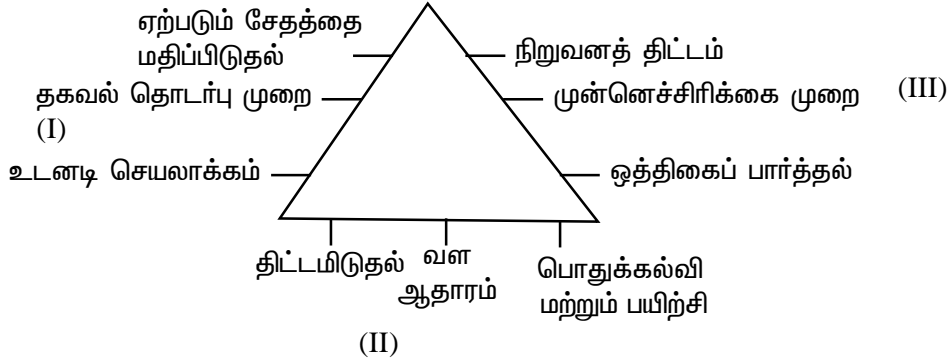 ஏற்படும் சேதத்தை
மதிப்பிடுதல்
நிறுவனத் திட்டம்
தகவல் தொடர்பு முறை
முன்னெச்சிரிக்கை முறை
(III)
(I)
உடனடி செயலாக்கம்
ஒத்திகைப் பார்த்தல்
திட்டமிடுதல்
வள
ஆதாரம்
பொதுக்கல்வி
மற்றும் பயிற்சி
(II)